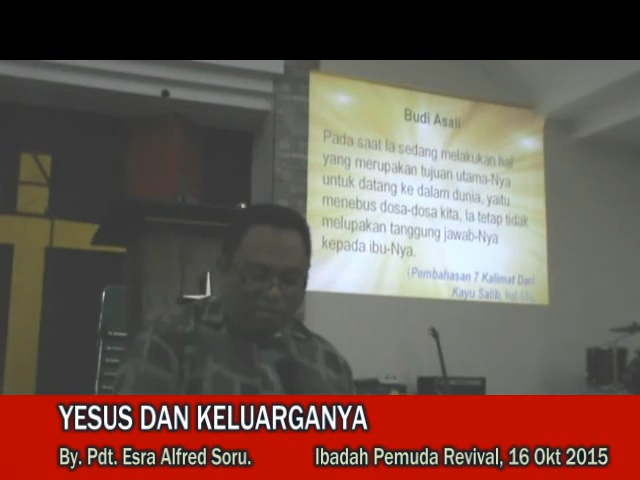 Budi Asali
Pada saat Ia sedang melakukan hal
yang merupakan tujuan utama-Nya
untuk datang ke dalam dunia, yaitu
menebus dosa-dosa kita, Ia tetap tidak
melupakan tanggung jawab-Nya
kepada ibu-Nya.
(Pembahasan 7 Kalimat Dari
Kayu Salib,
YESUS DAN KELUARGANYA
By. Pdt. Esra Alfred Soru. Ibadah Pemuda Revival, 16 Okt 2015